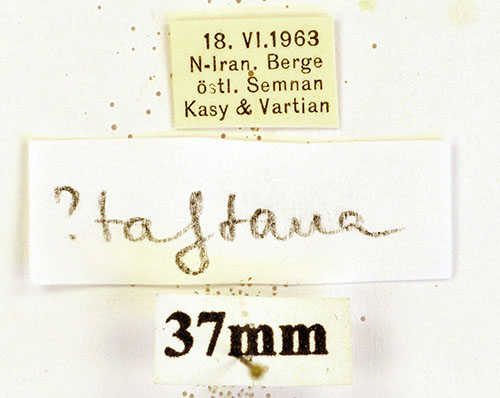 18. VI.1963
N-Iran. Berge
östl. Semnan
Kasy & Vartian
?taftana
37mm